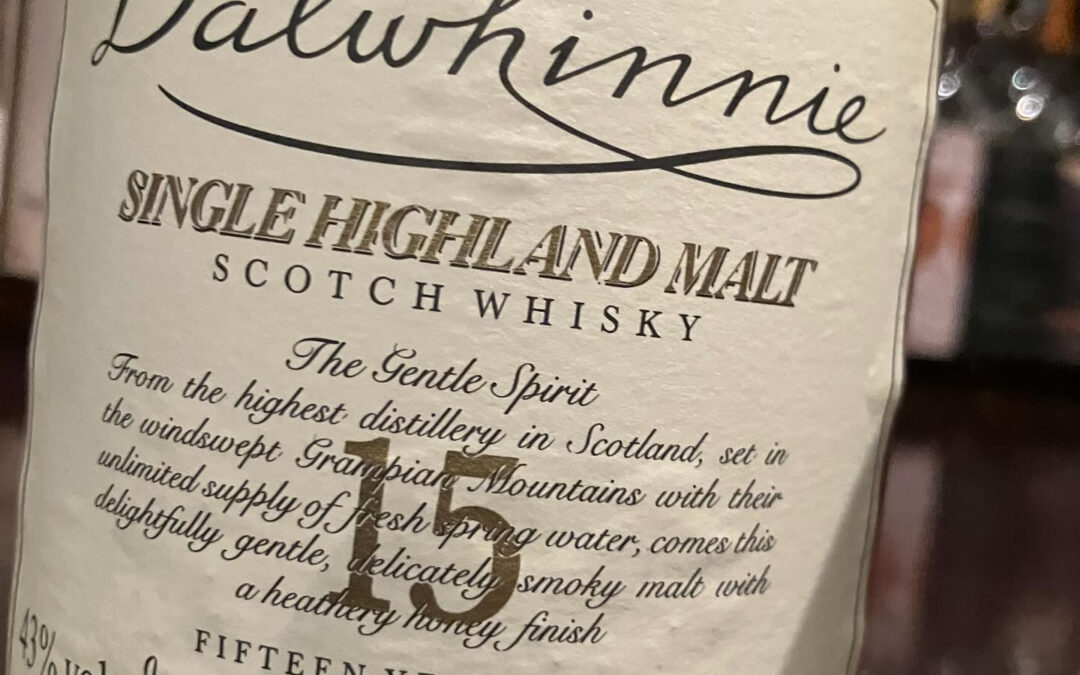 Dalwhinnie
SINGLE HIGHLAND MALT
SCOTCH WHISKY
The Gentle Spirit
From the highest distillery in Scotland, set in
the windswept Grampian Mountains with their
unlimited supply of fresh spring water, comes this
delightfully gentle, delicately smoky malt with
a heathery honey finish
15
FIFTEEN
43% vol